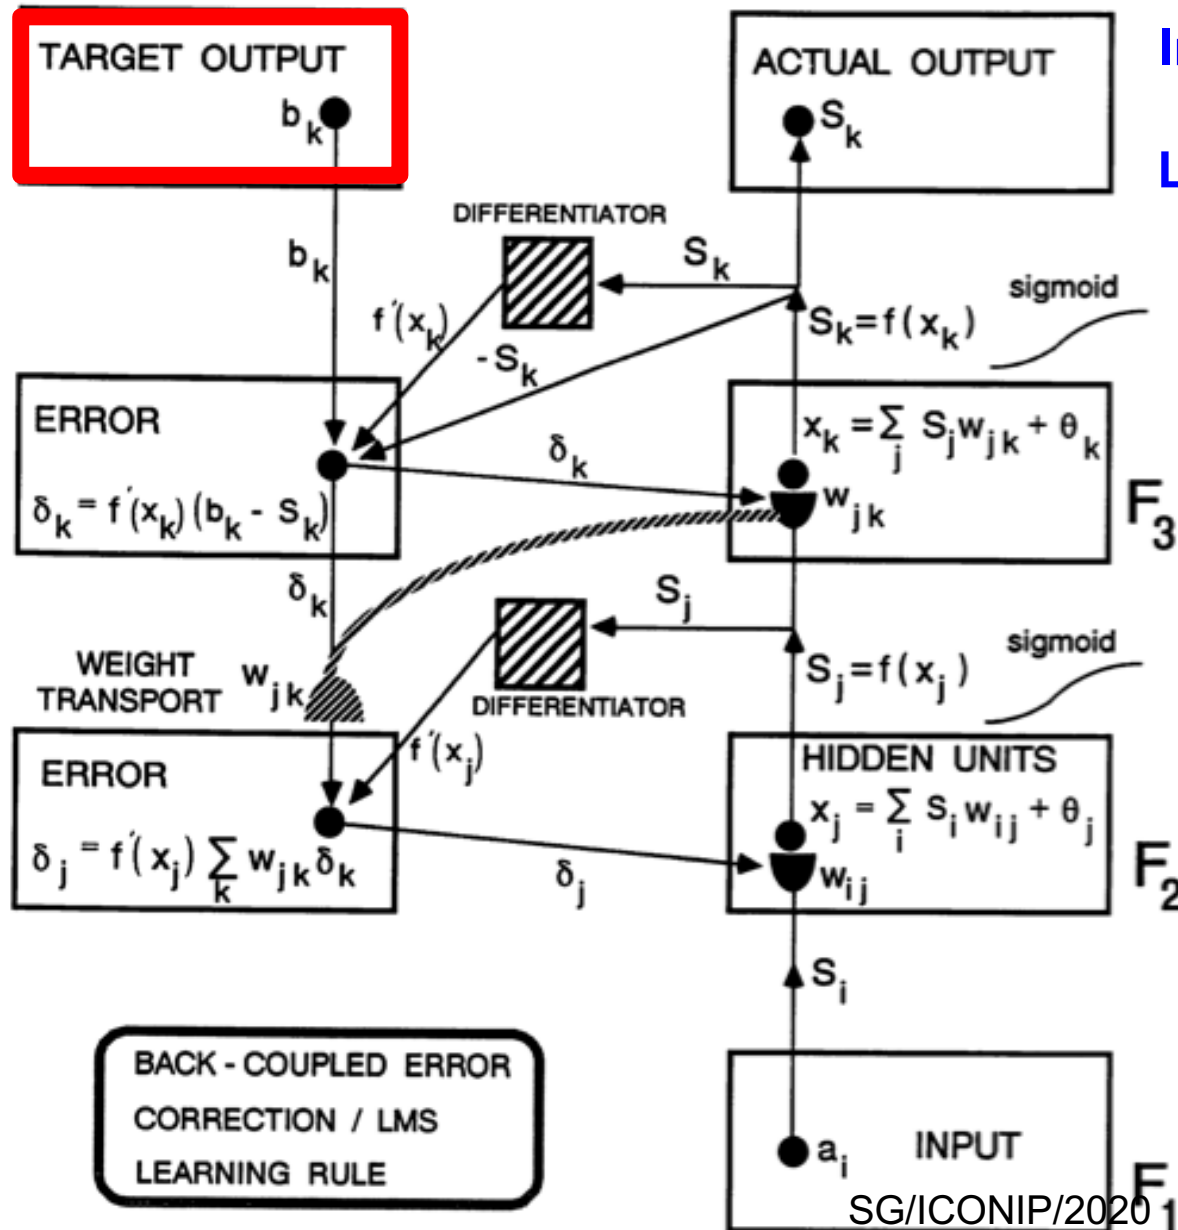 TARGET OUTPUT
b_k
ACTUAL OUTPUT
S_k
DIFFERENTIATOR
b_k
S_k
f'(x_k)
-S_k
S_k=f(x_k)
sigmoid
ERROR
δ_k = f'(x_k)(b_k - S_k)
δ_k
x_k = ∑_j S_j w_jk + θ_k
w_jk
F_3
δ_k
S_j
WEIGHT
TRANSPORT
w_jk
DIFFERENTIATOR
S_j=f(x_j)
sigmoid
f'(x_j)
ERROR
δ_j = f'(x_j) ∑_k w_jk δ_k
δ_j
HIDDEN UNITS
x_j = ∑_i S_i w_ij + θ_j
w_ij
F_2
S_i
BACK-COUPLED ERROR
CORRECTION / LMS
LEARNING RULE
a_i
INPUT
F_1
SG/ICONIP/2020